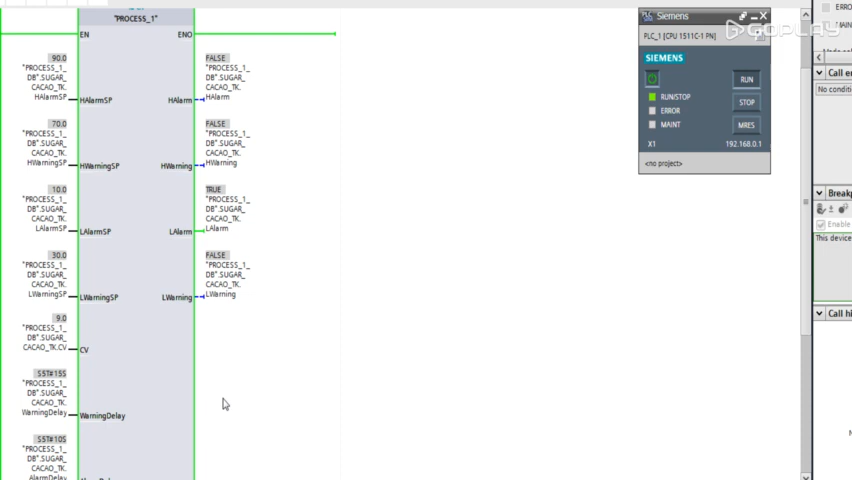 "PROCESS_1"
EN
ENO
90.0
"PROCESS_1_
DB".SUGAR_
CACAO_TK.
HAlarmSP
HAlarmSP
HAlarm
FALSE
"PROCESS_1_
DB".SUGAR_
CACAO_TK.
HAlarm
70.0
"PROCESS_1_
DB".SUGAR_
CACAO_TK.
HWarningSP
HWarningSP
HWarning
FALSE
"PROCESS_1_
DB".SUGAR_
CACAO_TK.
HWarning
10.0
"PROCESS_1_
DB".SUGAR_
CACAO_TK.
LAlarmSP
LAlarmSP
LAlarm
TRUE
"PROCESS_1_
DB".SUGAR_
CACAO_TK.
LAlarm
30.0
"PROCESS_1_
DB".SUGAR_
CACAO_TK.
LWarningSP
LWarningSP
LWarning
FALSE
"PROCESS_1_
DB".SUGAR_
CACAO_TK.
LWarning
9.0
"PROCESS_1_
DB".SUGAR_
CACAO_TK.CV
CV
S5T#15S
"PROCESS_1_
DB".SUGAR_
CACAO_TK.
WarningDelay
WarningDelay
S5T#10S
"PROCESS_1_
DB".SUGAR_
CACAO_TK.
AlarmDelay
Siemens
GOPLAY
PLC_1 [CPU 1511C-1 PN]
SIEMENS
RUN/STOP
ERROR
MAINT
RUN
STOP
MRES
X1
192.168.0.1
<no project>
ERRO
MAIN
Call en
No conditi
Breakp
Enable
This device
Call hi